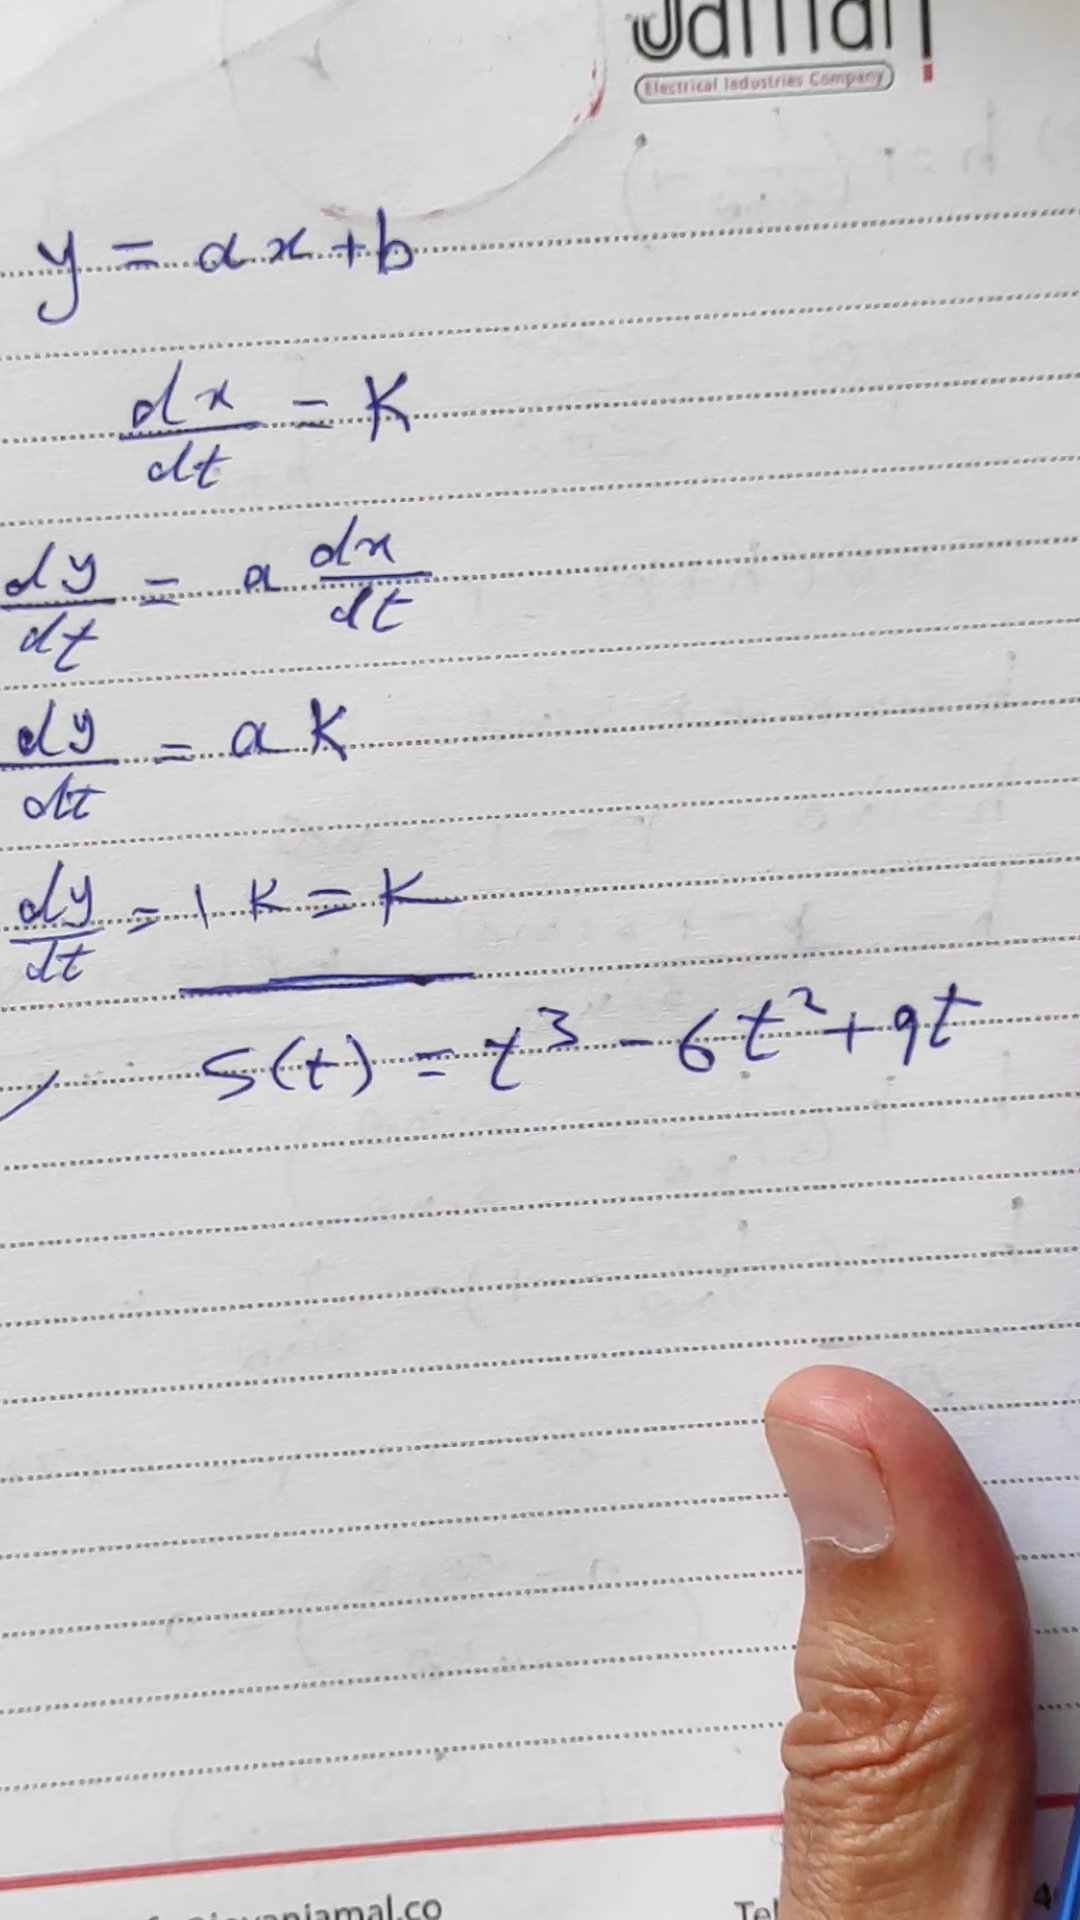 Jamal
Electrical Industries Company
y = ax + b
dx/dt = K
dy/dt = a dx/dt
dy/dt = a K
dy/dt = 1 K = K
S(t) = t³ - 6t² + 9t
Tel